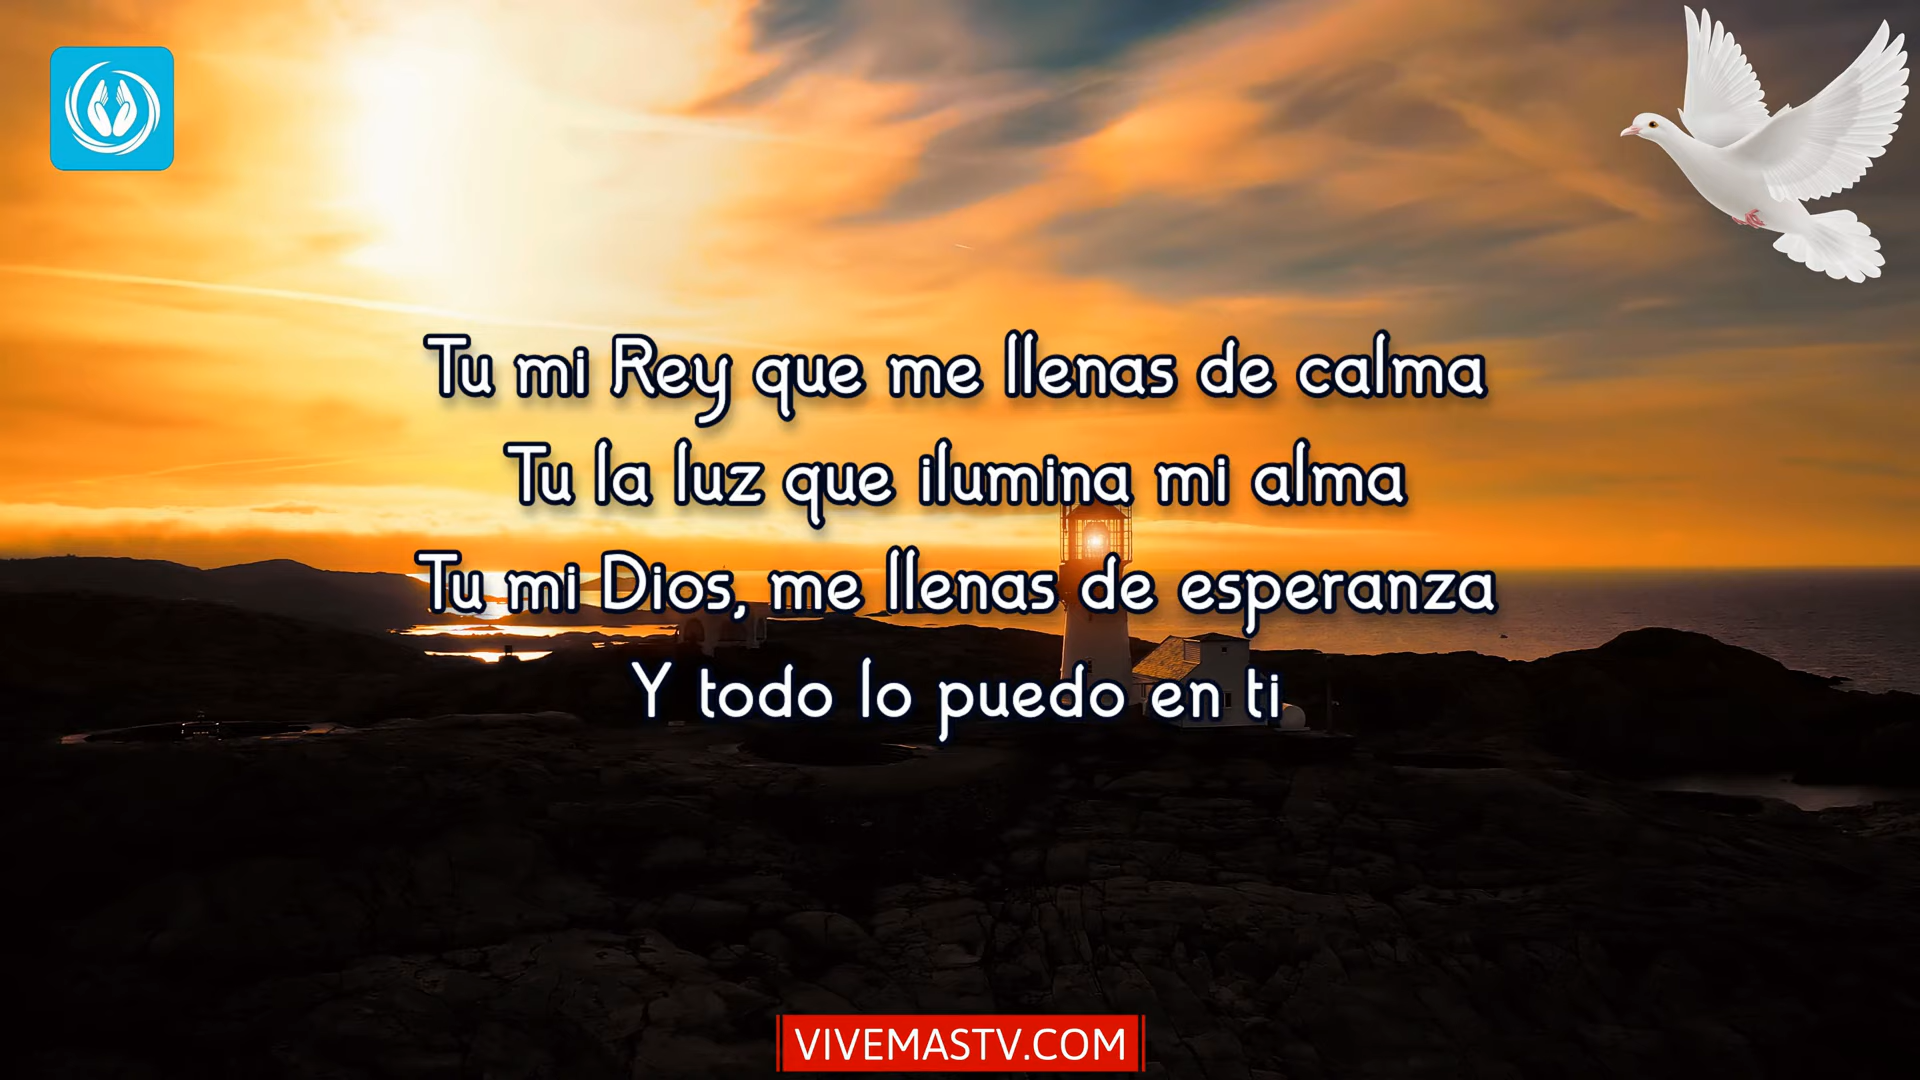 Tu mi Rey que me llenas de calma
Tu la luz que ilumina mi alma
Tu mi Dios, me llenas de esperanza
Y todo lo puedo en ti
VIVEMASTV.COM